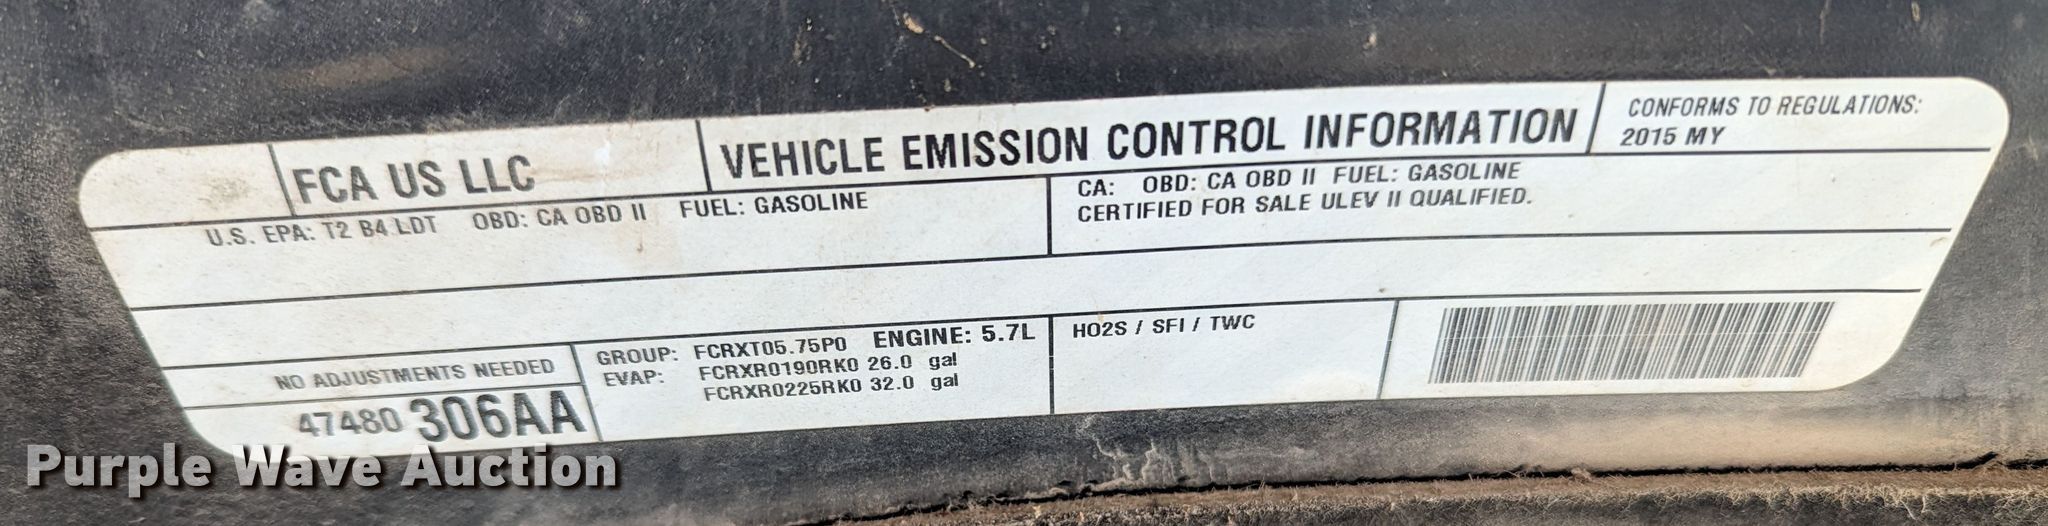 FCA US LLC
VEHICLE EMISSION CONTROL INFORMATION
CONFORMS TO REGULATIONS:
2015 MY
U.S. EPA: T2 B4 LDT OBD: CA OBD II FUEL: GASOLINE
CA: OBD: CA OBD II FUEL: GASOLINE
CERTIFIED FOR SALE ULEV II QUALIFIED.
NO ADJUSTMENTS NEEDED
47480 306AA
GROUP: FCRXT05.75P0 ENGINE: 5.7L
EVAP: FCRXR0190RK0 26.0 gal
FCRXR0225RK0 32.0 gal
HO2S / SFI / TWC
Purple Wave Auction